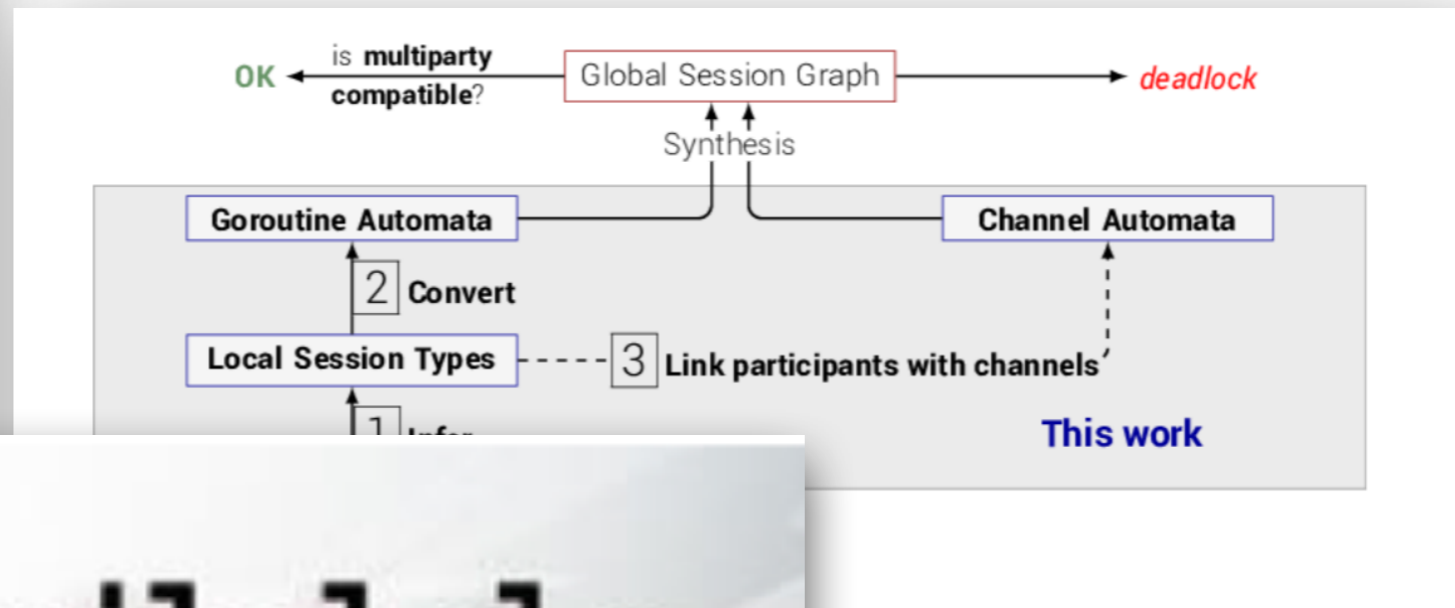 is multiparty
OK
compatible?
Global Session Graph
deadlock
Synthesis
Goroutine Automata
Channel Automata
2 Convert
Local Session Types
3 Link participants with channels
This work